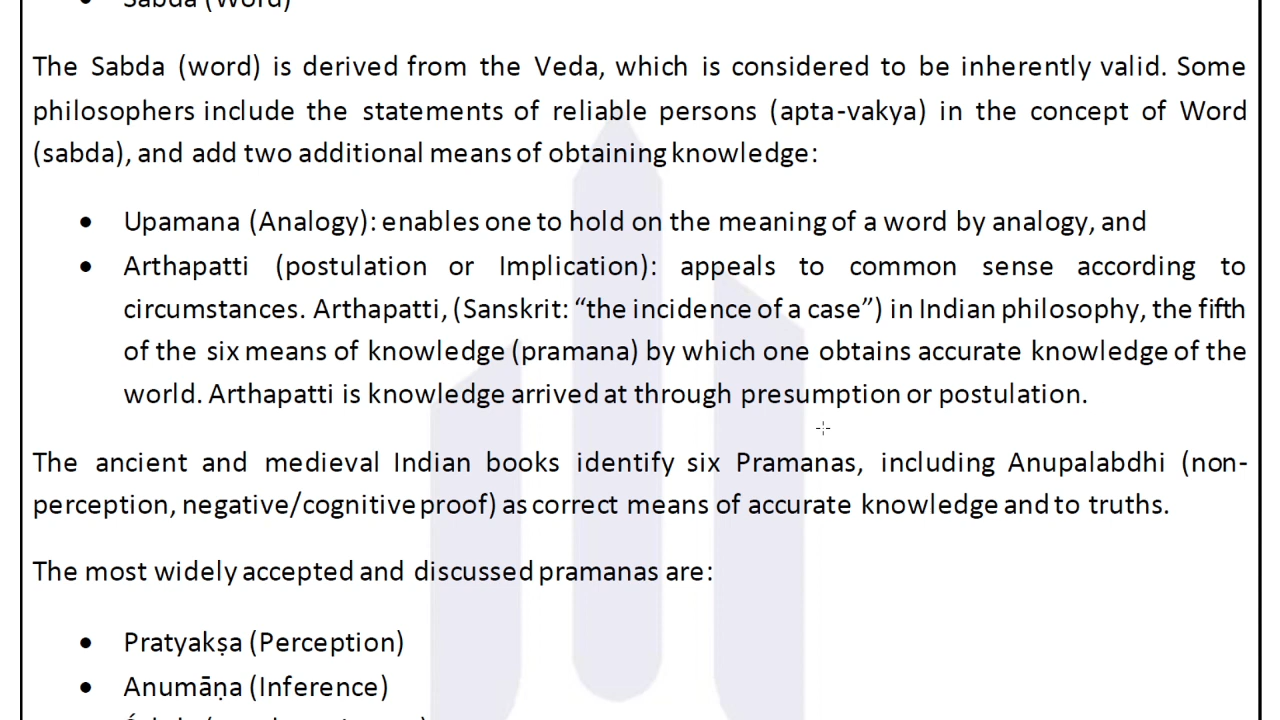 • Sabda (Word)
The Sabda (word) is derived from the Veda, which is considered to be inherently valid. Some
philosophers include the statements of reliable persons (apta-vakya) in the concept of Word
(sabda), and add two additional means of obtaining knowledge:
• Upamana (Analogy): enables one to hold on the meaning of a word by analogy, and
• Arthapatti (postulation or Implication): appeals to common sense according to
circumstances. Arthapatti, (Sanskrit: “the incidence of a case”) in Indian philosophy, the fifth
of the six means of knowledge (pramana) by which one obtains accurate knowledge of the
world. Arthapatti is knowledge arrived at through presumption or postulation.
The ancient and medieval Indian books identify six Pramanas, including Anupalabdhi (non-
perception, negative/cognitive proof) as correct means of accurate knowledge and to truths.
The most widely accepted and discussed pramanas are:
• Pratyakṣa (Perception)
• Anumāṇa (Inference)